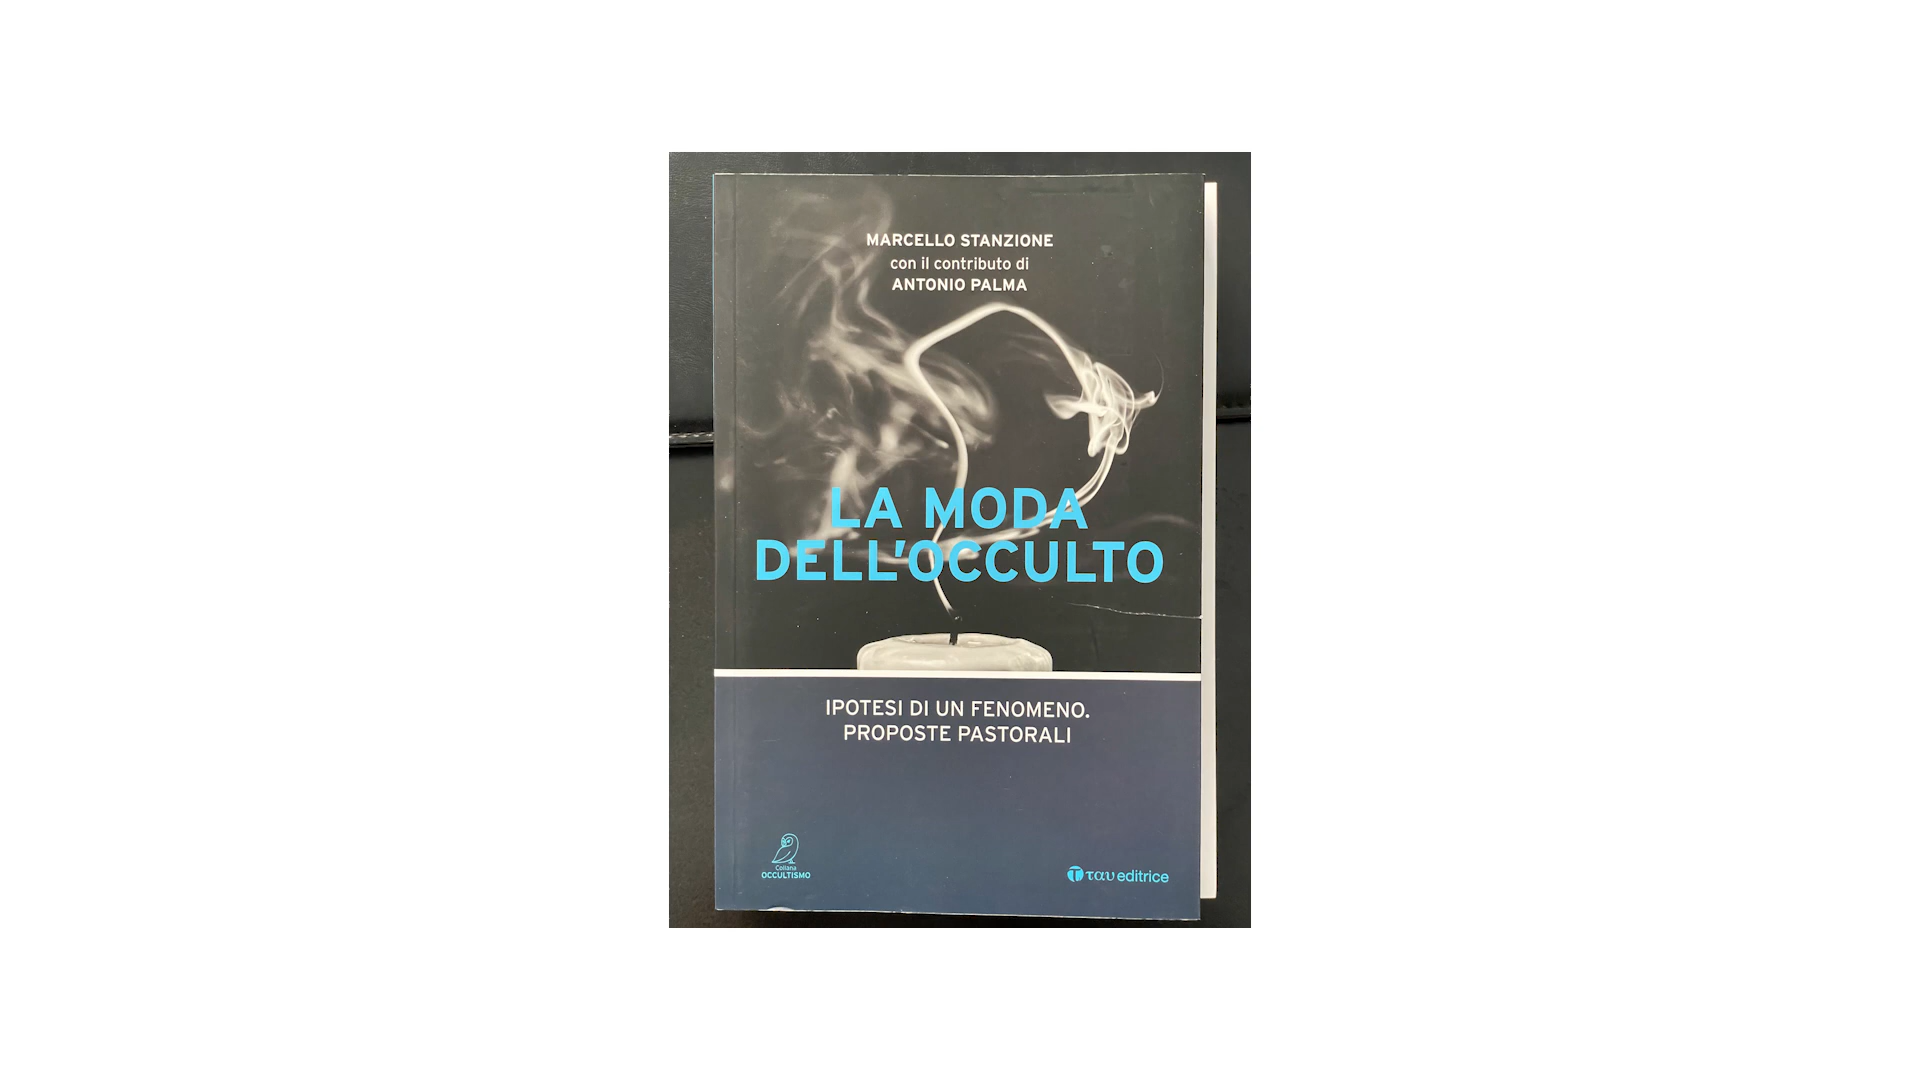 MARCELLO STANZIONE
con il contributo di
ANTONIO PALMA
LA MODA
DELL'OCCULTO
IPOTESI DI UN FENOMENO.
PROPOSTE PASTORALI
Collana
OCCULTISMO
ταυ editrice